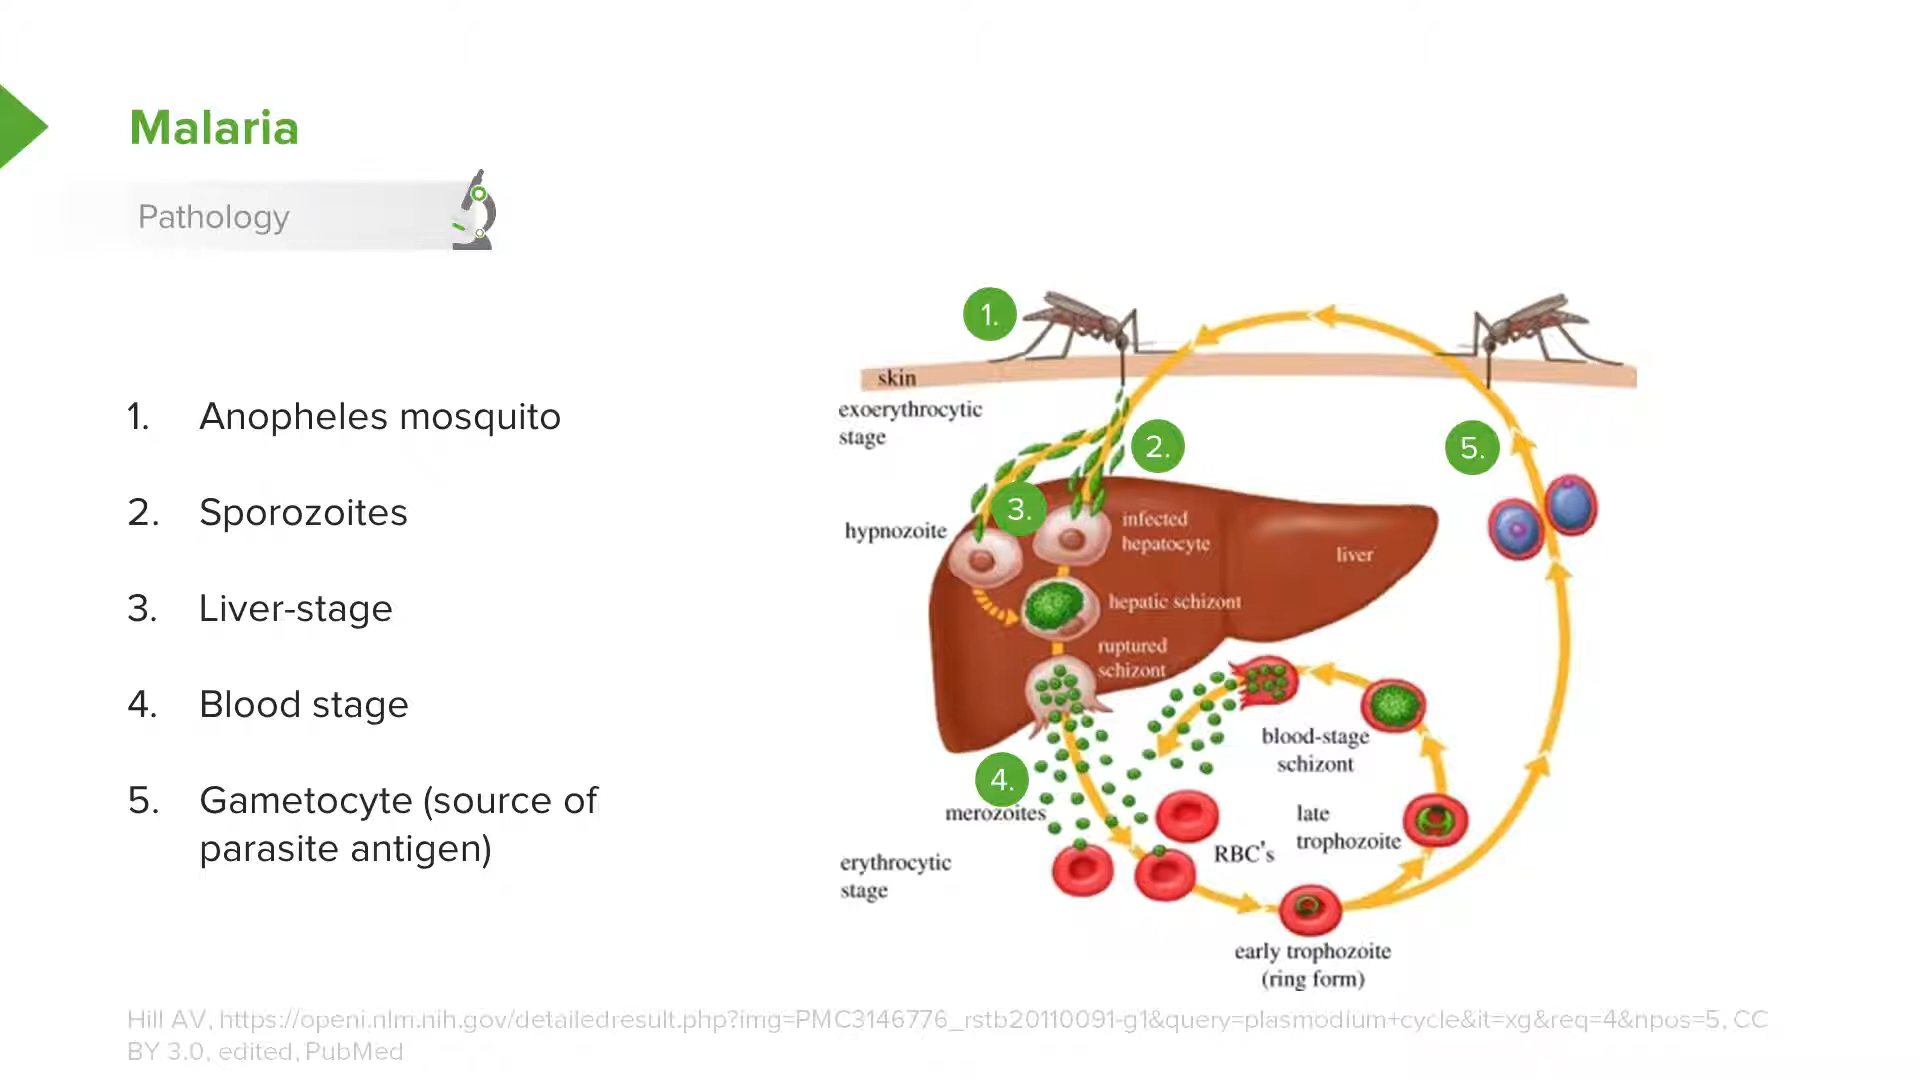 Malaria
Pathology
1. Anopheles mosquito
2. Sporozoites
3. Liver-stage
4. Blood stage
5. Gametocyte (source of
parasite antigen)
1.
skin
exoerythrocytic
stage
2.
5.
3.
hypnozoite
infected
hepatocyte
liver
hepatic schizont
ruptured
schizont
blood-stage
schizont
4.
merozoites
late
trophozoite
RBC's
erythrocytic
stage
early trophozoite
(ring form)
Hill AV, https://openi.nlm.nih.gov/detailedresult.php?img=PMC3146776_rstb20110091-g1&query=plasmodium+cycle&it=xg&req=4&npos=5, CC
BY 3.0, edited, PubMed